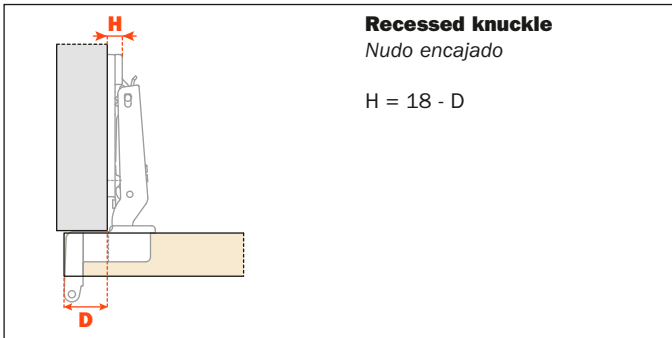 H
Recessed knuckle
Nudo encajado
H = 18 - D
D